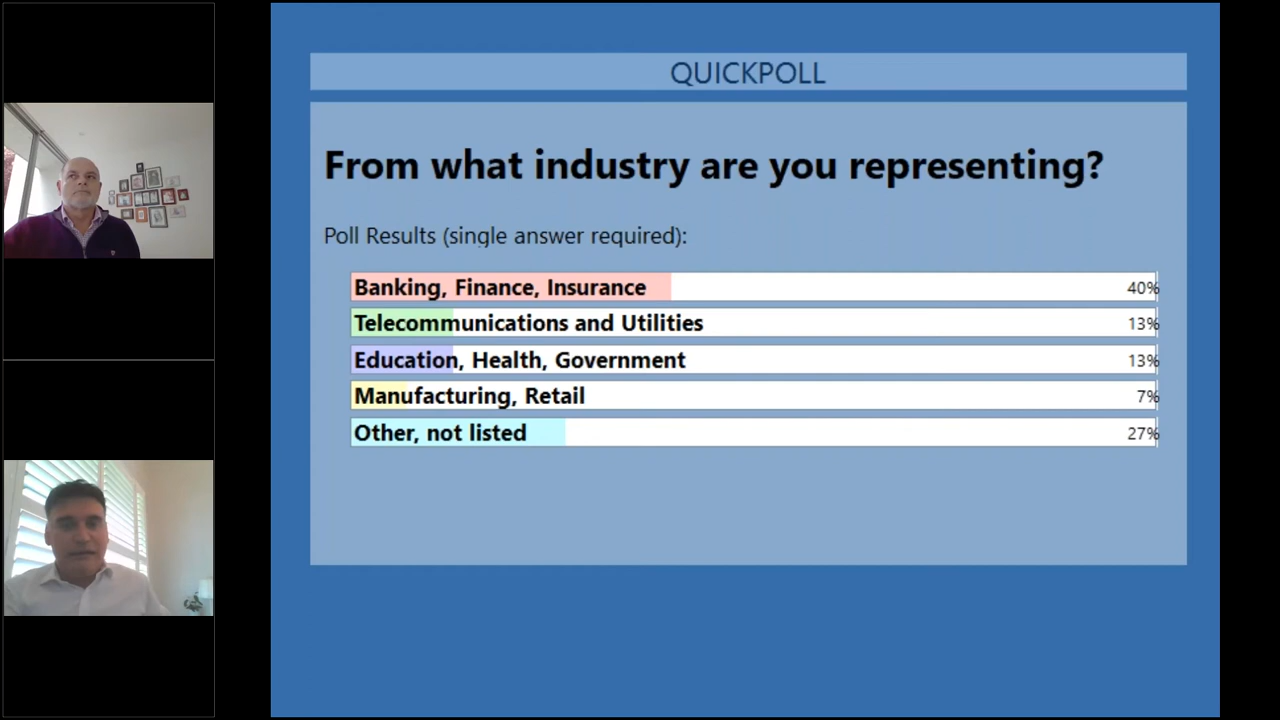 QUICKPOLL
From what industry are you representing?
Poll Results (single answer required):
Banking, Finance, Insurance 40%
Telecommunications and Utilities 13%
Education, Health, Government 13%
Manufacturing, Retail 7%
Other, not listed 27%